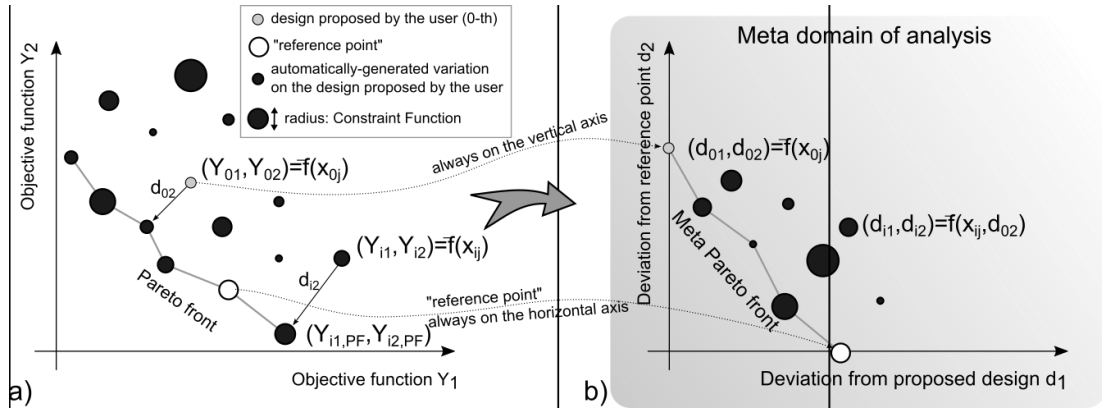 design proposed by the user (0-th)
"reference point"
automatically-generated variation
on the design proposed by the user
radius: Constraint Function
Objective function Y2
(Y01,Y02)=f̅(x0j)
d02
(Yi1,Yi2)=f̅(xij)
di2
Pareto front
(Yi1,PF,Yi2,PF)
Objective function Y1
a)
always on the vertical axis
"reference point"
always on the horizontal axis
Meta domain of analysis
Deviation from reference point d2
(d01,d02)=f̅(x0j)
(di1,di2)=f̅(xij,d02)
Meta Pareto front
Deviation from proposed design d1
b)